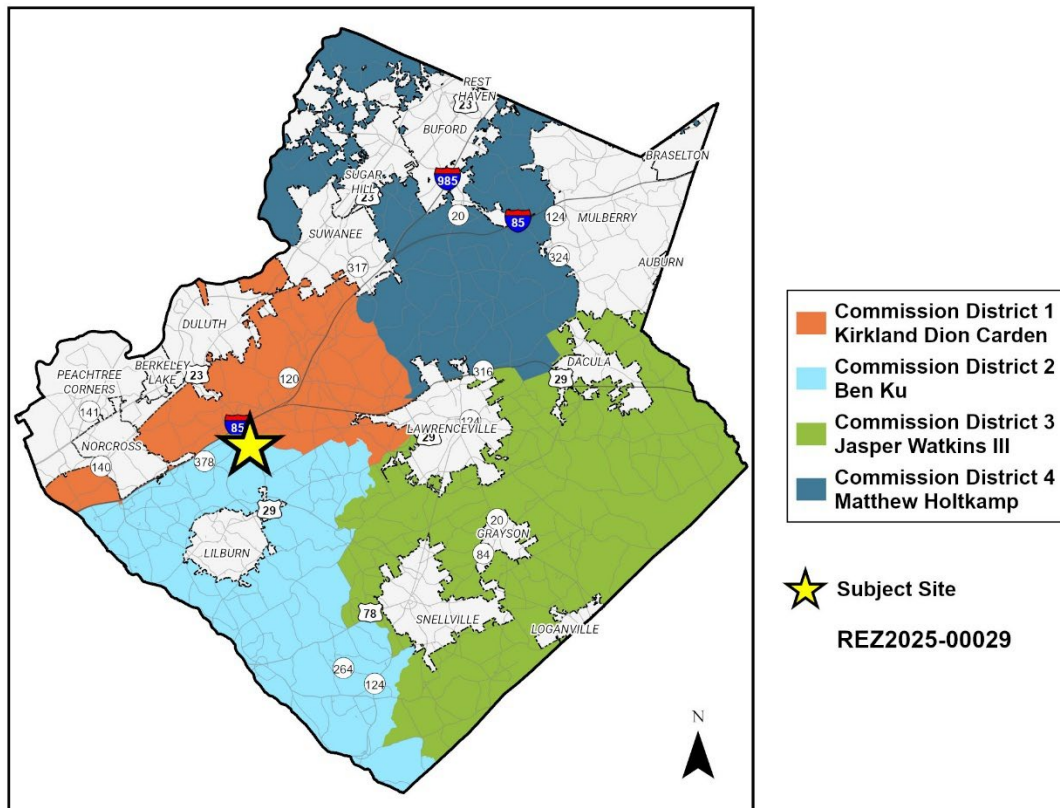 REST
HAVEN
23
BUFORD
BRASELTON
985
SUGAR
HILL
23
20
85
124
MULBERRY
SUWANEE
324
317
AUBURN
DULUTH
BERKELEY
LAKE
23
PEACHTREE
CORNERS
141
120
316
DACULA
29
85
124
LAWRENCEVILLE
29
NORCROSS
378
140
29
LILBURN
20
GRAYSON
84
78
SNELLVILLE
LOGANVILLE
264
124
N
Commission District 1
Kirkland Dion Carden
Commission District 2
Ben Ku
Commission District 3
Jasper Watkins III
Commission District 4
Matthew Holtkamp
Subject Site
REZ2025-00029